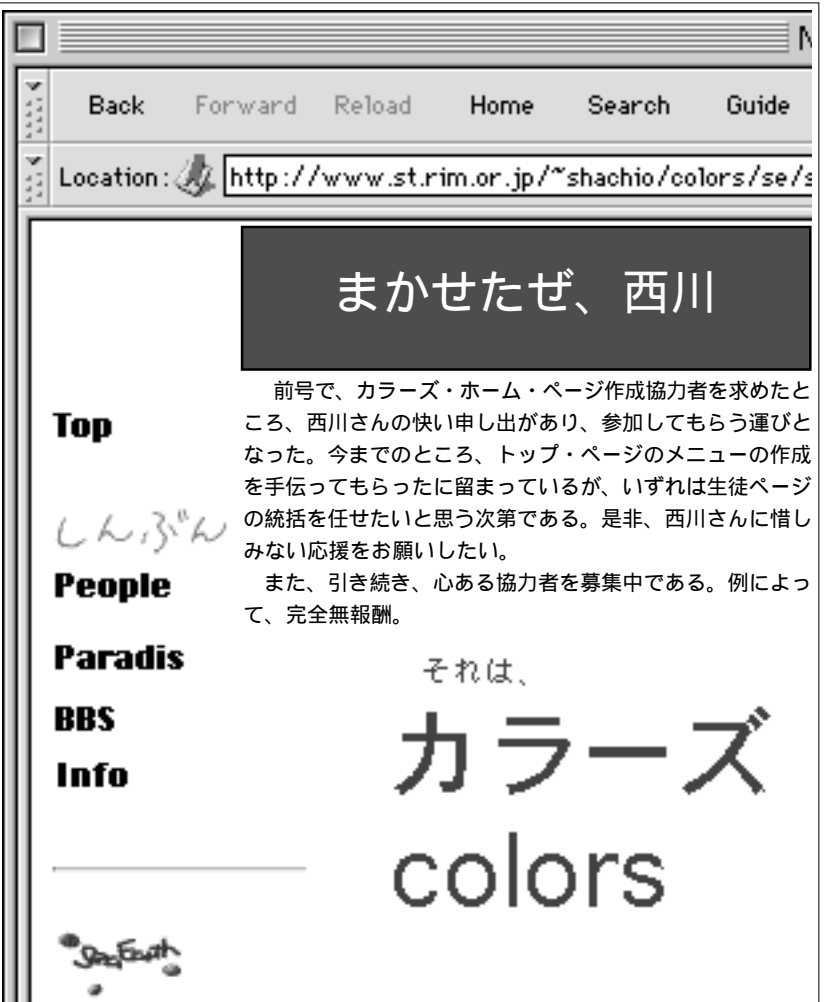 Back Forward Reload Home Search Guide
Location: http://www.st.rim.or.jp/~shachio/colors/se/s
まかせたぜ、西川
前号で、カラーズ・ホーム・ページ作成協力者を求めたと
ころ、西川さんの快い申し出があり、参加してもらう運びと
なった。今までのところ、トップ・ページのメニューの作成
を手伝ってもらったに留まっているが、いずれは生徒ページ
の統括を任せたいと思う次第である。是非、西川さんに惜し
みない応援をお願いしたい。
また、引き続き、心ある協力者を募集中である。例によっ
て、完全無報酬。
Top
しんぶん
People
Paradis
BBS
Info
それは、
カラーズ
colors